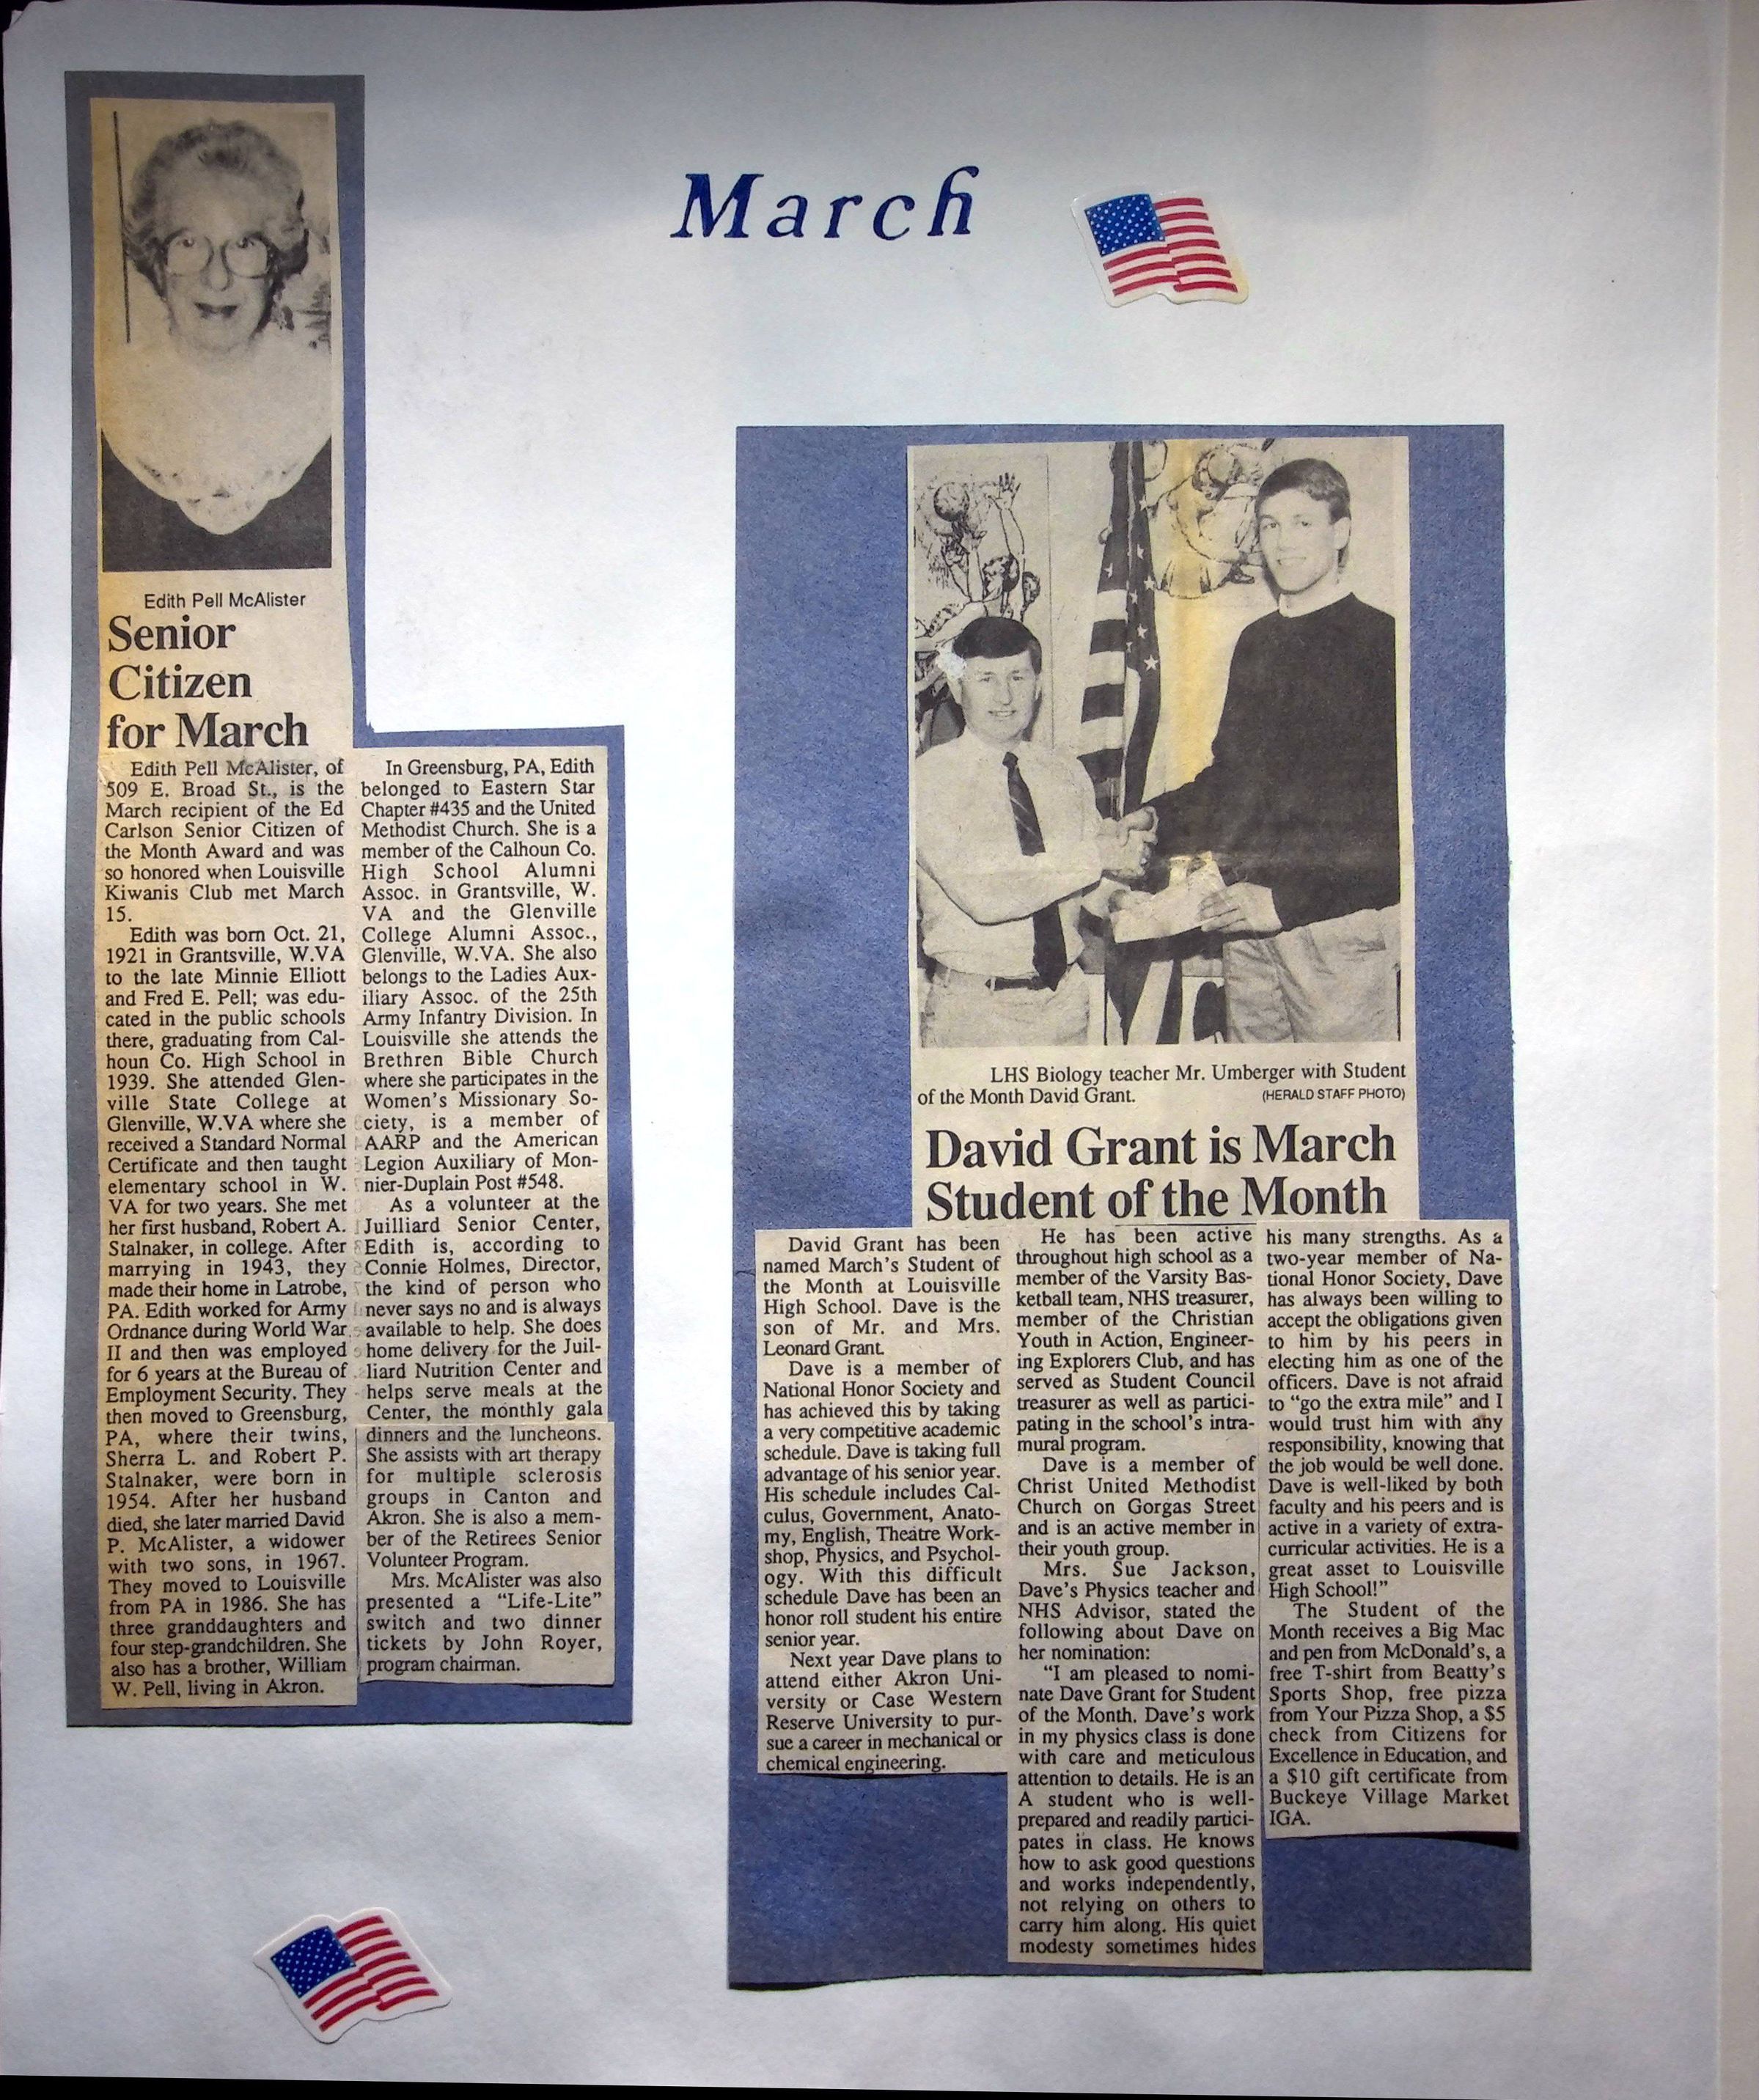 March
Edith Pell McAlister
Senior
Citizen
for March
Edith Pell McAlister, of
509 E. Broad St., is the
March recipient of the Ed
Carlson Senior Citizen of
the Month Award and was
so honored when Louisville
Kiwanis Club met March
15.
Edith was born Oct. 21,
1921 in Grantsville, W.VA
to the late Minnie Elliott
and Fred E. Pell; was edu-
cated in the public schools
there, graduating from Cal-
houn Co. High School in
1939. She attended Glen-
ville State College at
Glenville, W.VA where she
received a Standard Normal
Certificate and then taught
elementary school in W.
VA for two years. She met
her first husband, Robert A.
Stalnaker, in college. After
marrying in 1943, they
made their home in Latrobe,
PA. Edith worked for Army
Ordnance during World War
II and then was employed
for 6 years at the Bureau of
Employment Security. They
then moved to Greensburg,
PA, where their twins,
Sherra L. and Robert P.
Stalnaker, were born in
1954. After her husband
died, she later married David
P. McAlister, a widower
with two sons, in 1967.
They moved to Louisville
from PA in 1986. She has
three granddaughters and
four step-grandchildren. She
also has a brother, William
W. Pell, living in Akron.
In Greensburg, PA, Edith
belonged to Eastern Star
Chapter #435 and the United
Methodist Church. She is a
member of the Calhoun Co.
High School Alumni
Assoc. in Grantsville, W.
VA and the Glenville
College Alumni Assoc.,
Glenville, W.VA. She also
belongs to the Ladies Aux-
iliary Assoc. of the 25th
Army Infantry Division. In
Louisville she attends the
Brethren Bible Church
where she participates in the
Women's Missionary So-
ciety, is a member of
AARP and the American
Legion Auxiliary of Mon-
nier-Duplain Post #548.
As a volunteer at the
Juilliard Senior Center,
Edith is, according to
Connie Holmes, Director,
the kind of person who
never says no and is always
available to help. She does
home delivery for the Juil-
liard Nutrition Center and
helps serve meals at the
Center, the monthly gala
dinners and the luncheons.
She assists with art therapy
for multiple sclerosis
groups in Canton and
Akron. She is also a mem-
ber of the Retirees Senior
Volunteer Program.
Mrs. McAlister was also
presented a "Life-Lite"
switch and two dinner
tickets by John Royer,
program chairman.
LHS Biology teacher Mr. Umberger with Student
of the Month David Grant. (HERALD STAFF PHOTO)
David Grant is March
Student of the Month
David Grant has been
named March's Student of
the Month at Louisville
High School. Dave is the
son of Mr. and Mrs.
Leonard Grant.
Dave is a member of
National Honor Society and
has achieved this by taking
a very competitive academic
schedule. Dave is taking full
advantage of his senior year.
His schedule includes Cal-
culus, Government, Anato-
my, English, Theatre Work-
shop, Physics, and Psychol-
ogy. With this difficult
schedule Dave has been an
honor roll student his entire
senior year.
Next year Dave plans to
attend either Akron Uni-
versity or Case Western
Reserve University to pur-
sue a career in mechanical or
chemical engineering.
He has been active
throughout high school as a
member of the Varsity Bas-
ketball team, NHS treasurer,
member of the Christian
Youth in Action, Engineer-
ing Explorers Club, and has
served as Student Council
treasurer as well as partici-
pating in the school's intra-
mural program.
Dave is a member of
Christ United Methodist
Church on Gorgas Street
and is an active member in
their youth group.
Mrs. Sue Jackson,
Dave's Physics teacher and
NHS Advisor, stated the
following about Dave on
her nomination:
"I am pleased to nomi-
nate Dave Grant for Student
of the Month. Dave's work
in my physics class is done
with care and meticulous
attention to details. He is an
A student who is well-
prepared and readily partici-
pates in class. He knows
how to ask good questions
and works independently,
not relying on others to
carry him along. His quiet
modesty sometimes hides
his many strengths. As a
two-year member of Na-
tional Honor Society, Dave
has always been willing to
accept the obligations given
to him by his peers in
electing him as one of the
officers. Dave is not afraid
to "go the extra mile" and I
would trust him with any
responsibility, knowing that
the job would be well done.
Dave is well-liked by both
faculty and his peers and is
active in a variety of extra-
curricular activities. He is a
great asset to Louisville
High School!"
The Student of the
Month receives a Big Mac
and pen from McDonald's, a
free T-shirt from Beatty's
Sports Shop, free pizza
from Your Pizza Shop, a $5
check from Citizens for
Excellence in Education, and
a $10 gift certificate from
Buckeye Village Market
IGA.